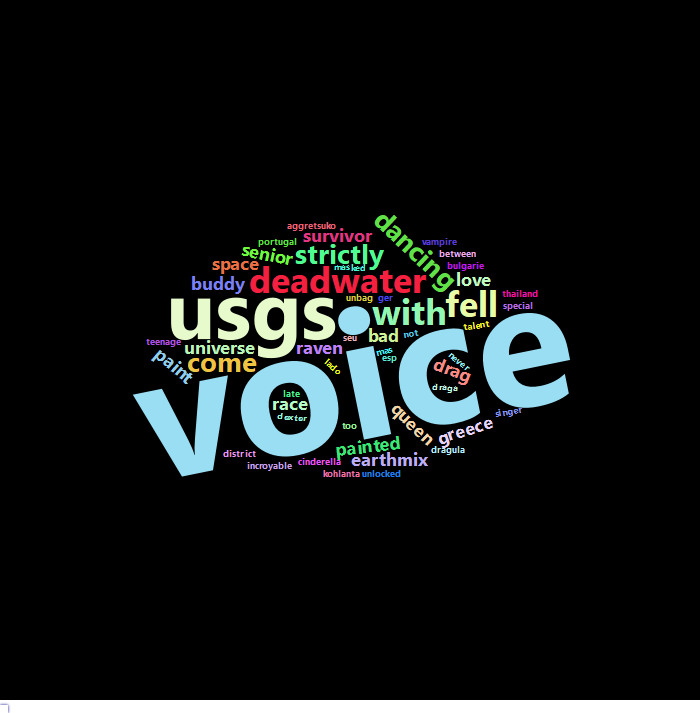 aggretsuko
dancing
survivor
portugal
vampire
senior
strictly
between
space
masked
bulgarie
buddy
deadwater
love
unbag
ger
thailand
usgs
with
fell
special
talent
teenage
universe
seu
raven
bad
not
mas
esp
never
paint
come
lado
drag
voice
draga
late
race
dexter
queen
singer
too
greece
painted
dragula
district
incroyable
cinderella
earthmix
kohlanta
unlocked